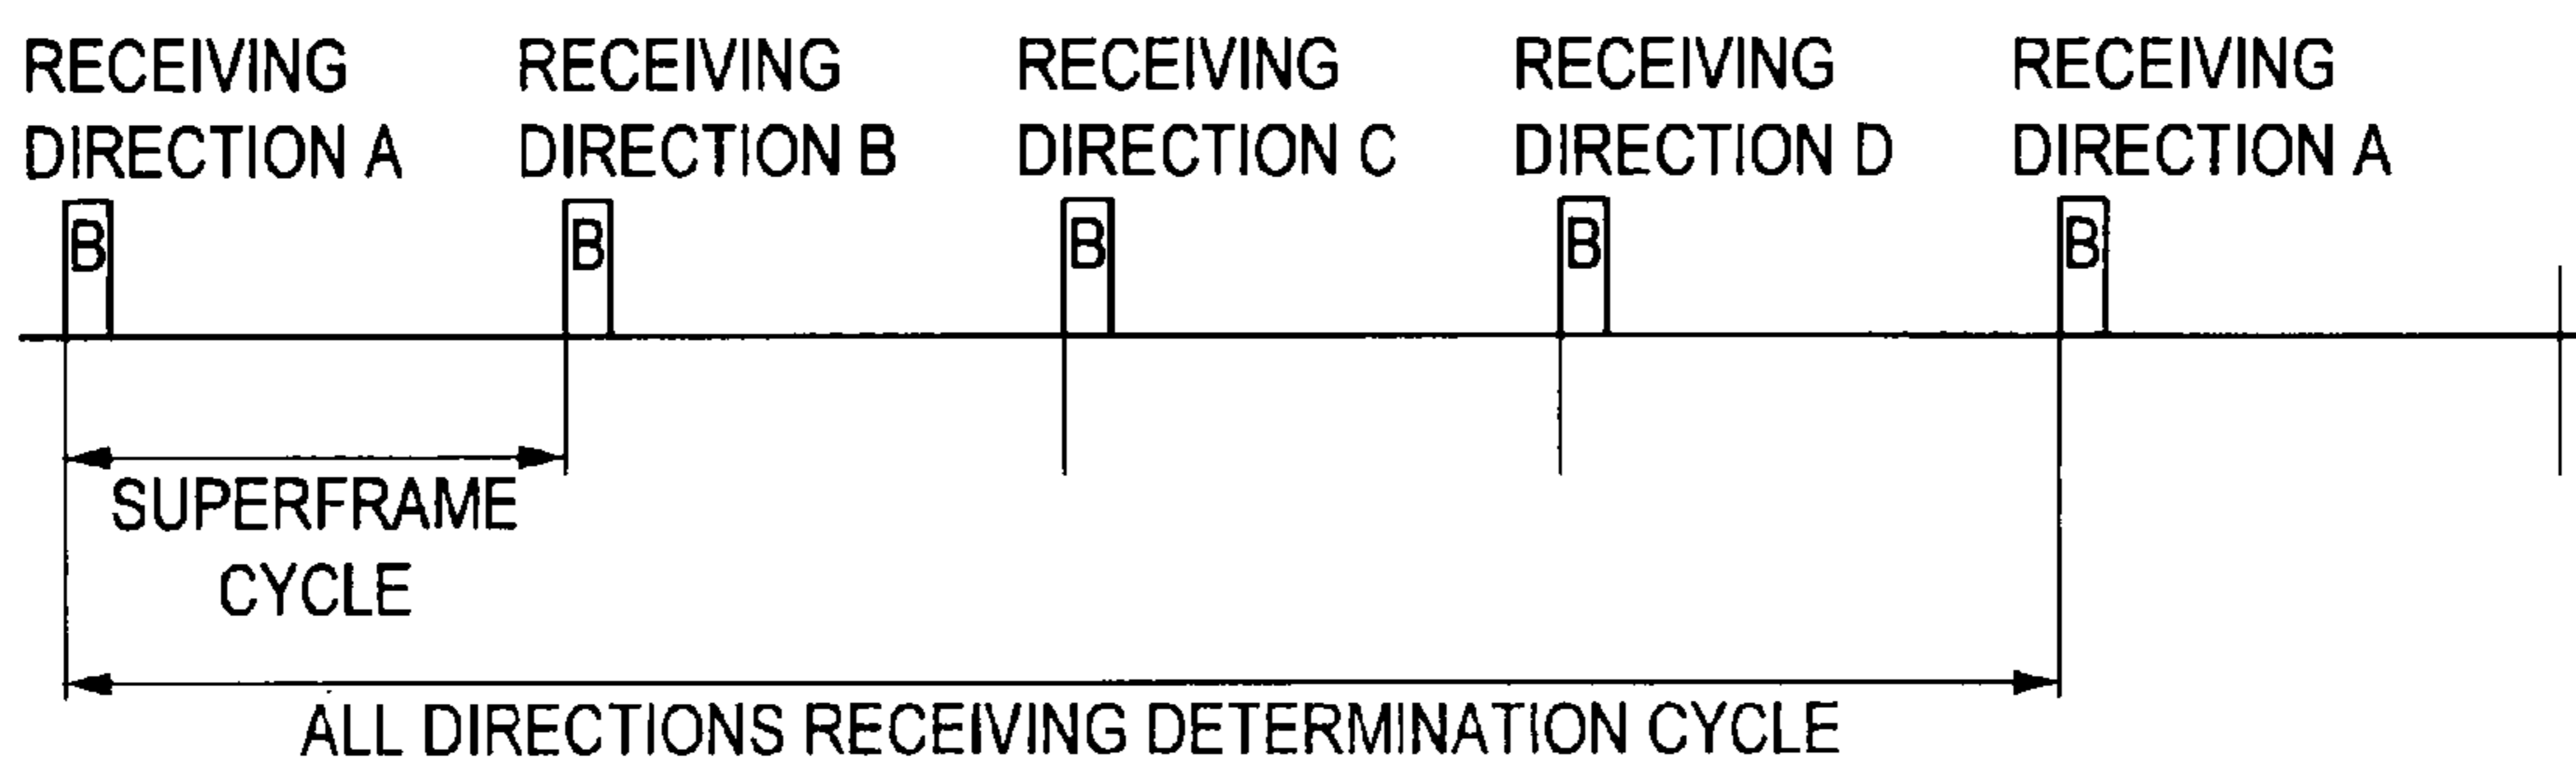 RECEIVING DIRECTION A
RECEIVING DIRECTION B
RECEIVING DIRECTION C
RECEIVING DIRECTION D
RECEIVING DIRECTION A
B
B
B
B
B
SUPERFRAME
CYCLE
ALL DIRECTIONS RECEIVING DETERMINATION CYCLE